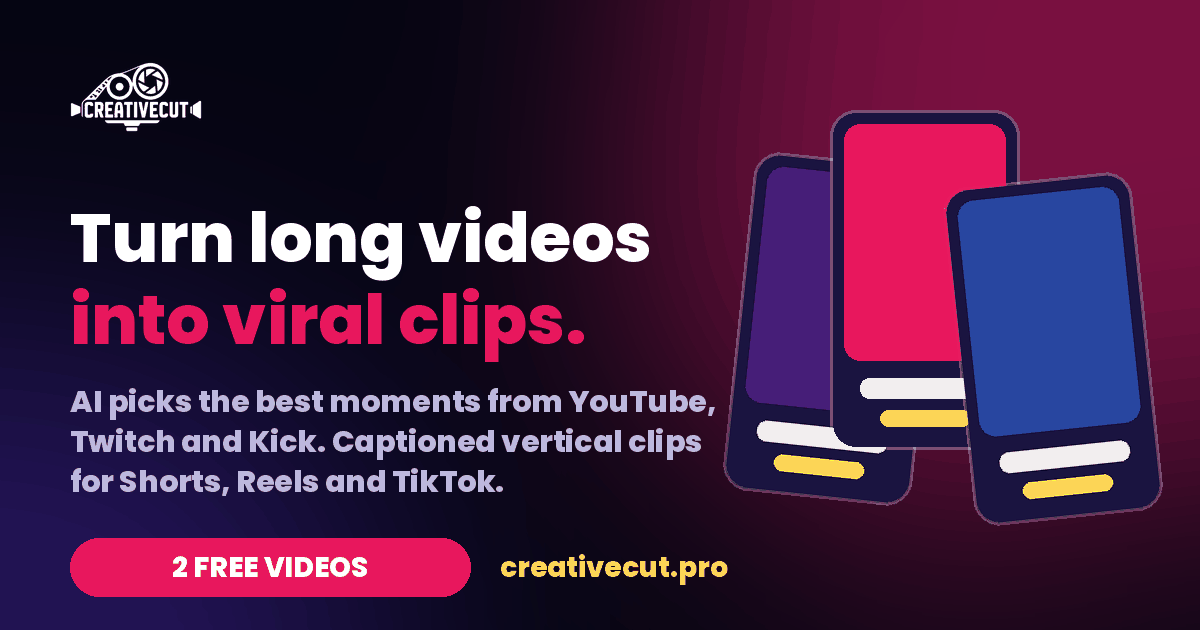 CREATIVECUT
Turn long videos
into viral clips.
AI picks the best moments from YouTube,
Twitch and Kick. Captioned vertical clips
for Shorts, Reels and TikTok.
2 FREE VIDEOS
creativecut.pro